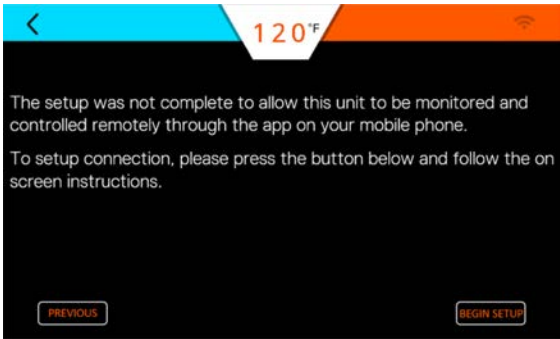 120°F
The setup was not complete to allow this unit to be monitored and
controlled remotely through the app on your mobile phone.
To setup connection, please press the button below and follow the on
screen instructions.
PREVIOUS
BEGIN SETUP